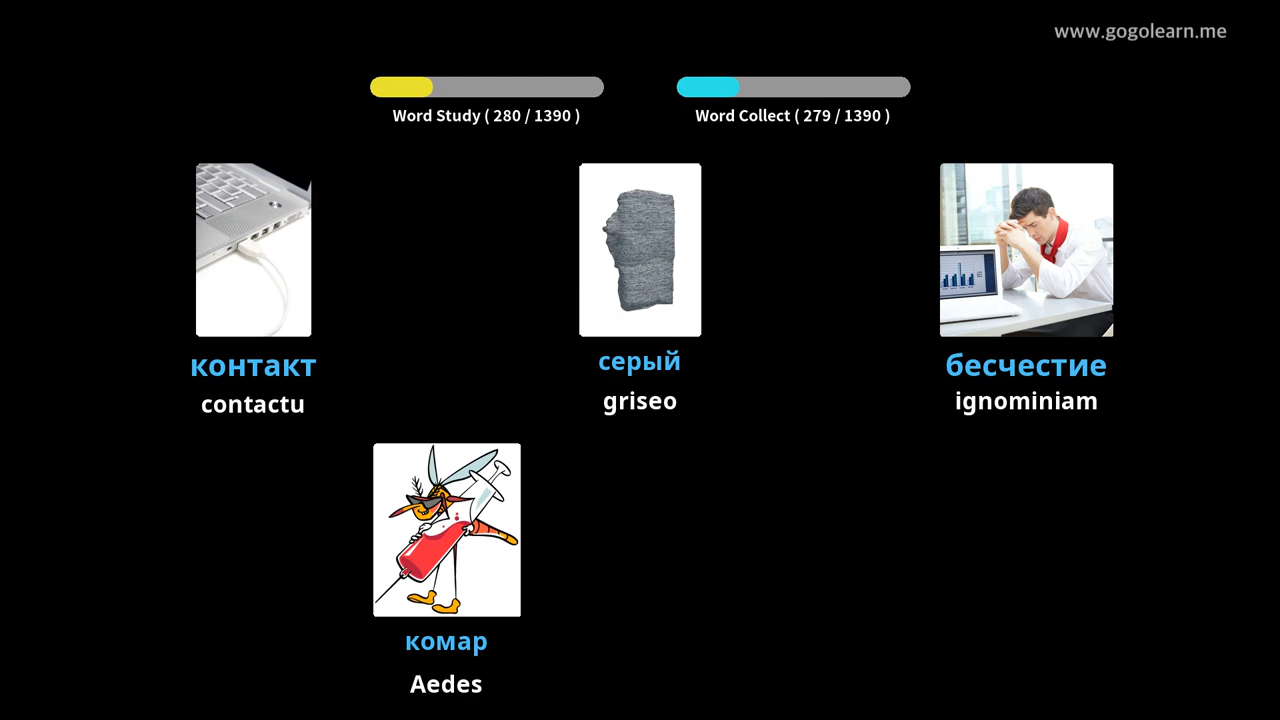 www.gogolearn.me
Word Study ( 280 / 1390 )
Word Collect ( 279 / 1390 )
контакт
contactu
серый
griseo
бесчестие
ignominiam
комар
Aedes